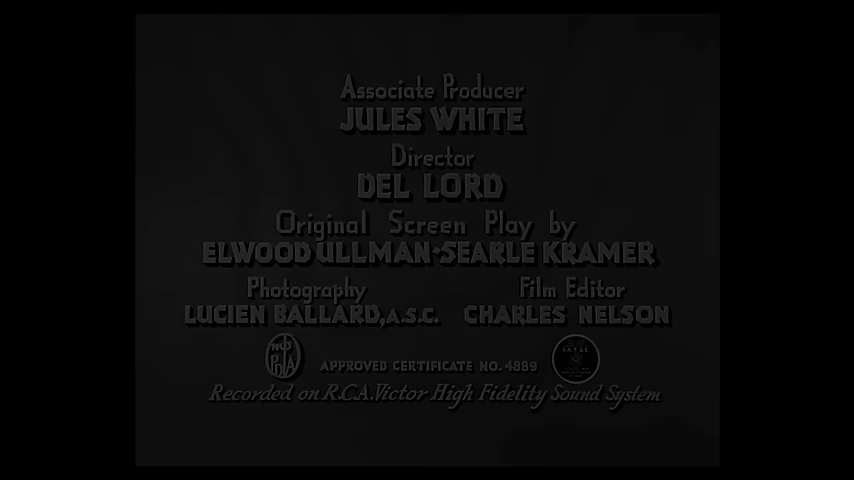 Associate Producer
JULES WHITE
Director
DEL LORD
Original Screen Play by
ELWOOD ULLMAN·SEARLE KRAMER
Photography
LUCIEN BALLARD, A.S.C.
Film Editor
CHARLES NELSON
APPROVED CERTIFICATE NO. 4889
Recorded on R.C.A. Victor High Fidelity Sound System